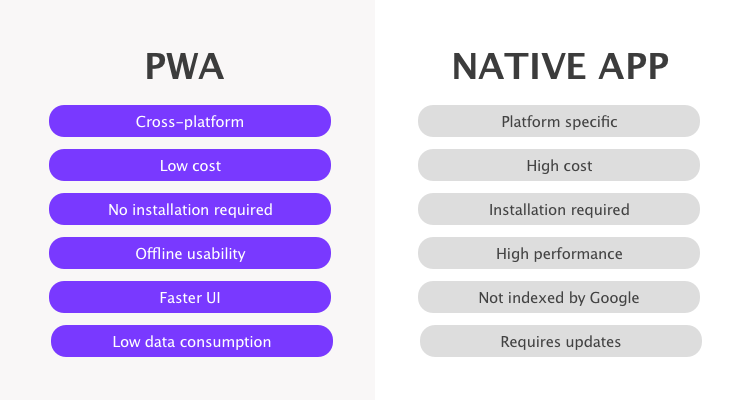 PWA
Cross-platform
Low cost
No installation required
Offline usability
Faster UI
Low data consumption
NATIVE APP
Platform specific
High cost
Installation required
High performance
Not indexed by Google
Requires updates